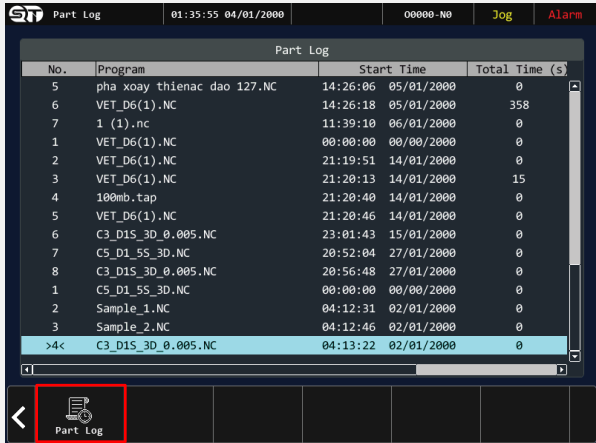 Part Log 01:35:55 04/01/2000 O0000-N0 Jog Alarm
Part Log
No. Program Start Time Total Time (s)
5 pha xoay thienac dao 127.NC 14:26:06 05/01/2000 0
6 VET_D6(1).NC 14:26:18 05/01/2000 358
7 1 (1).nc 11:39:10 06/01/2000 0
1 VET_D6(1).NC 00:00:00 00/00/2000 0
2 VET_D6(1).NC 21:19:51 14/01/2000 0
3 VET_D6(1).NC 21:20:13 14/01/2000 15
4 100mb.tap 21:20:40 14/01/2000 0
5 VET_D6(1).NC 21:20:46 14/01/2000 0
6 C3_D1S_3D_0.005.NC 23:01:43 15/01/2000 0
7 C5_D1_5S_3D.NC 20:52:04 27/01/2000 0
8 C3_D1S_3D_0.005.NC 20:56:48 27/01/2000 0
1 C5_D1_5S_3D.NC 00:00:00 00/00/2000 0
2 Sample_1.NC 04:12:31 02/01/2000 0
3 Sample_2.NC 04:12:46 02/01/2000 0
>4< C3_D1S_3D_0.005.NC 04:13:22 02/01/2000 0
Part Log